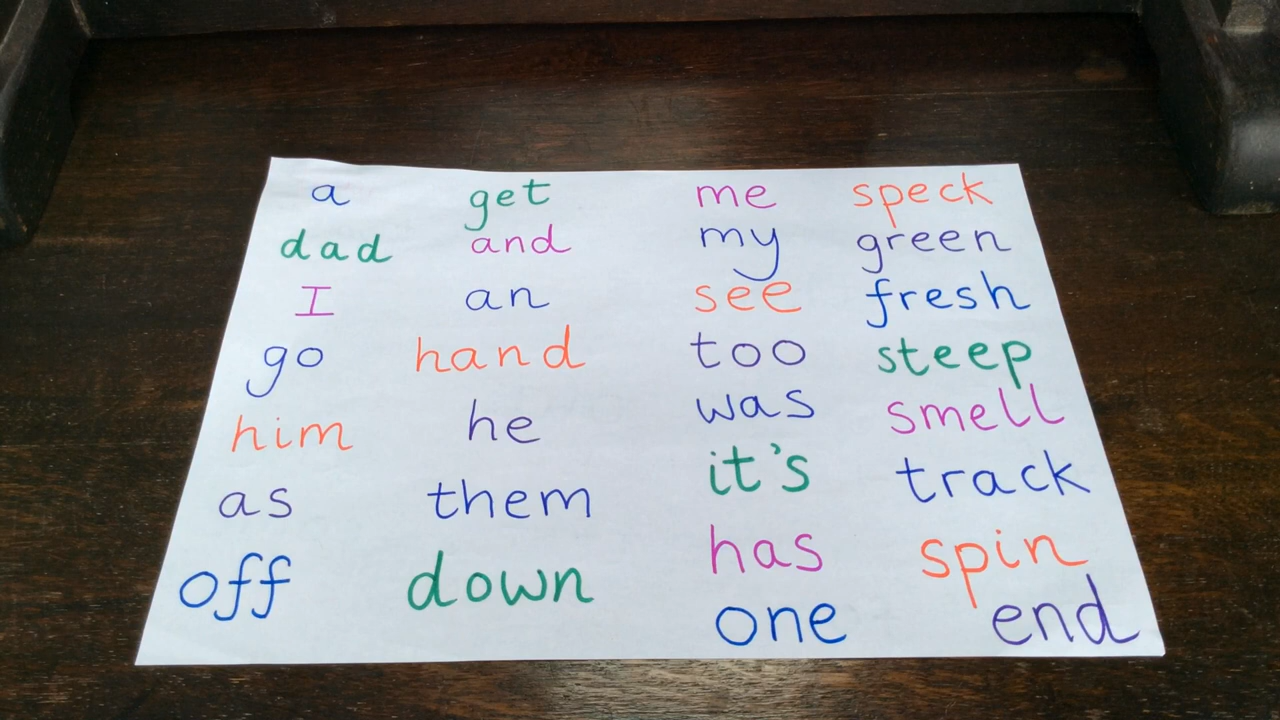 a
dad
I
go
him
as
off
get
and
an
hand
he
them
down
me
my
see
too
was
it's
has
one
speck
green
fresh
steep
smell
track
spin
end